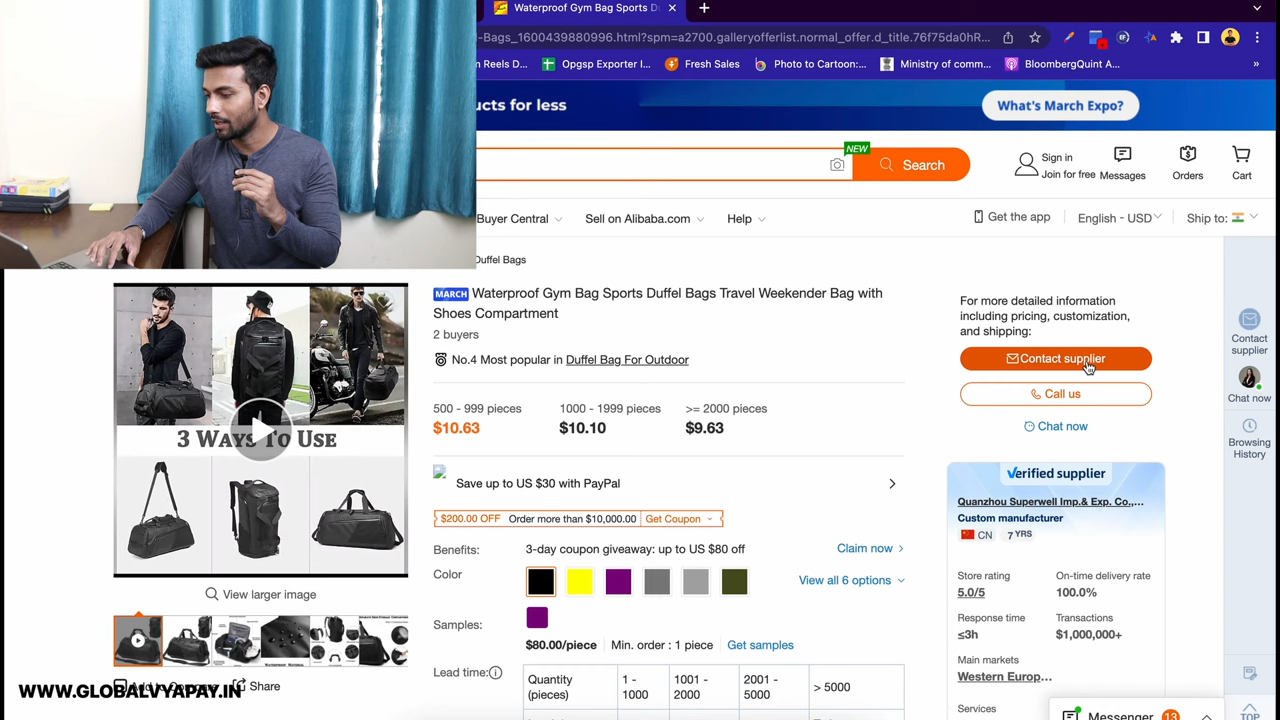 Waterproof Gym Bag Sports D
-Bags_1600439880996.html?spm=a2700.galleryofferlist.normal_offer.d_title.76f75da0hR...
n Reels D...
Opgsp Exporter I...
Fresh Sales
Photo to Cartoon:...
Ministry of comm...
BloombergQuint A...
»
ucts for less
What's March Expo?
NEW
Search
Sign in
Join for free
Messages
Orders
Cart
Buyer Central
Sell on Alibaba.com
Help
Get the app
English - USD
Ship to:
Duffel Bags
MARCH Waterproof Gym Bag Sports Duffel Bags Travel Weekender Bag with
Shoes Compartment
2 buyers
No.4 Most popular in Duffel Bag For Outdoor
500 - 999 pieces
1000 - 1999 pieces
>= 2000 pieces
$10.63
$10.10
$9.63
Save up to US $30 with PayPal
$200.00 OFF Order more than $10,000.00 Get Coupon
Benefits: 3-day coupon giveaway: up to US $80 off Claim now
Color
View all 6 options
Samples:
$80.00/piece Min. order : 1 piece Get samples
Lead time:
Quantity
(pieces)
1 -
1000
1001 -
2000
2001 -
5000
> 5000
3 WAYS TO USE
View larger image
Share
WWW.GLOBALVYAPAY.IN
For more detailed information
including pricing, customization,
and shipping:
Contact supplier
Call us
Chat now
Verified supplier
Quanzhou Superwell Imp.& Exp. Co.,...
Custom manufacturer
CN 7 YRS
Store rating
5.0/5
On-time delivery rate
100.0%
Response time
≤3h
Transactions
$1,000,000+
Main markets
Western Europ...
Services
Contact
supplier
Chat now
Browsing
History
TOP
Messenger 13